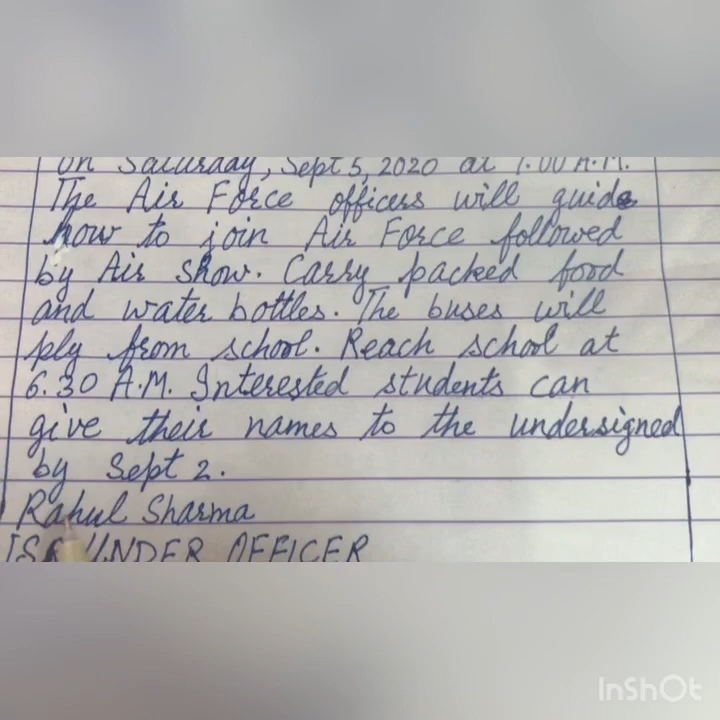 on Saturday, Sept 5, 2020 at 7.00 A.M.
The Air Force officers will guide
how to join Air Force followed
by Air show. Carry packed food
and water bottles. The buses will
ply from school. Reach school at
6.30 A.M. Interested students can
give their names to the undersigned
by Sept 2.
Rahul Sharma
UNDER OFFICER
InShOt